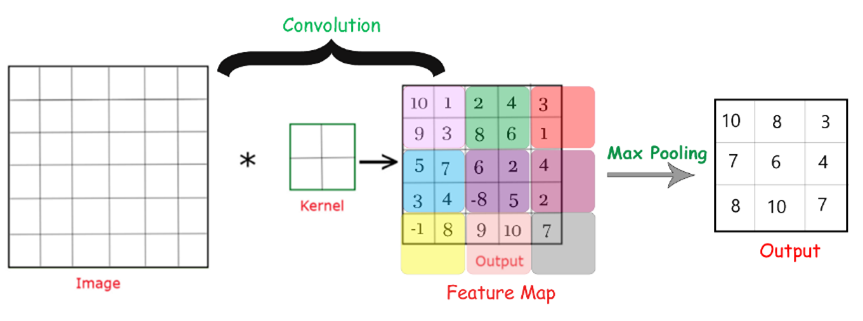 Convolution
*
Image
Kernel
10 1 2 4 3
9 3 8 6 1
5 7 6 2 4
3 4 -8 5 2
-1 8 9 10 7
Output
Feature Map
Max Pooling
10 8 3
7 6 4
8 10 7
Output